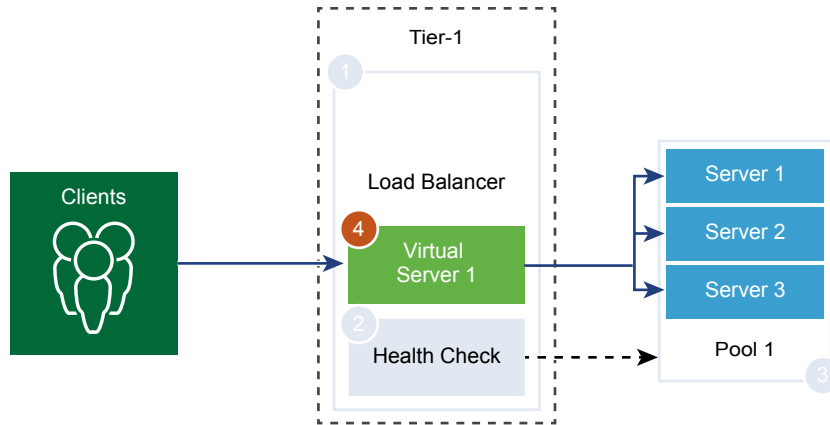 Tier-1
1
Load Balancer
Clients
4
Virtual
Server 1
2
Health Check
Server 1
Server 2
Server 3
Pool 1
3